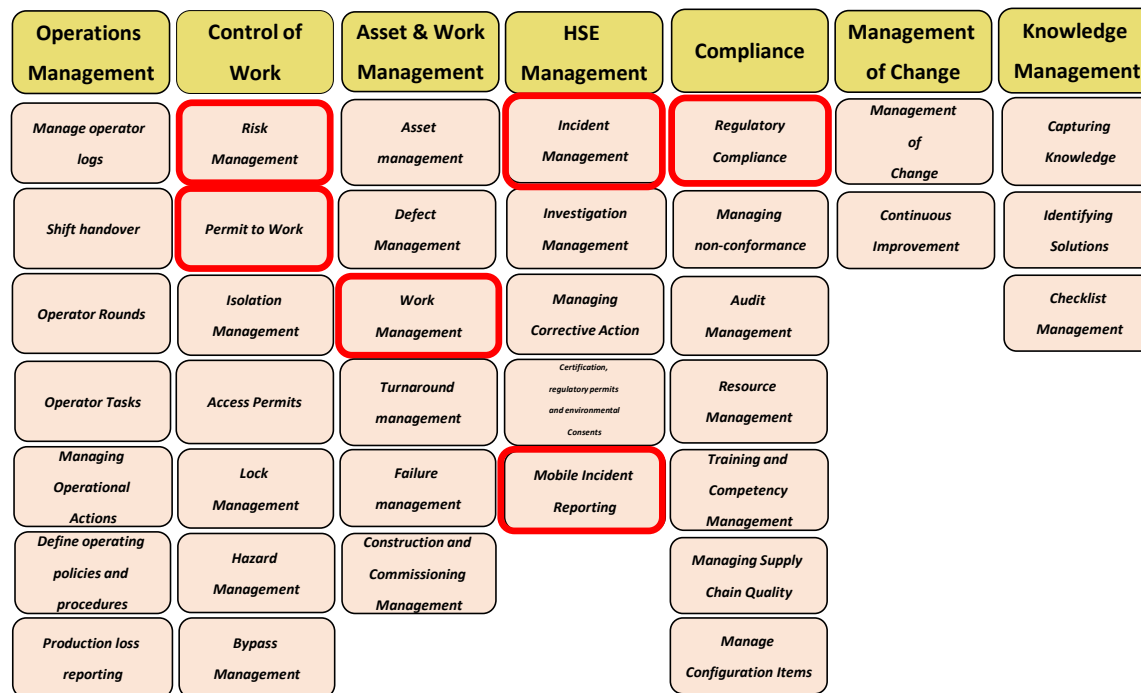 Operations
Management
Control of
Work
Asset & Work
Management
HSE
Management
Compliance
Management
of Change
Knowledge
Management
Manage operator
logs
Risk
Management
Asset
management
Incident
Management
Regulatory
Compliance
Management
of
Change
Capturing
Knowledge
Shift handover
Permit to Work
Defect
Management
Investigation
Management
Managing
non-conformance
Continuous
Improvement
Identifying
Solutions
Operator Rounds
Isolation
Management
Work
Management
Managing
Corrective Action
Audit
Management
Checklist
Management
Operator Tasks
Access Permits
Turnaround
management
Certification,
regulatory permits
and environmental
Consents
Resource
Management
Managing
Operational
Actions
Lock
Management
Failure
management
Mobile Incident
Reporting
Training and
Competency
Management
Define operating
policies and
procedures
Hazard
Management
Construction and
Commissioning
Management
Managing Supply
Chain Quality
Production loss
reporting
Bypass
Management
Manage
Configuration Items